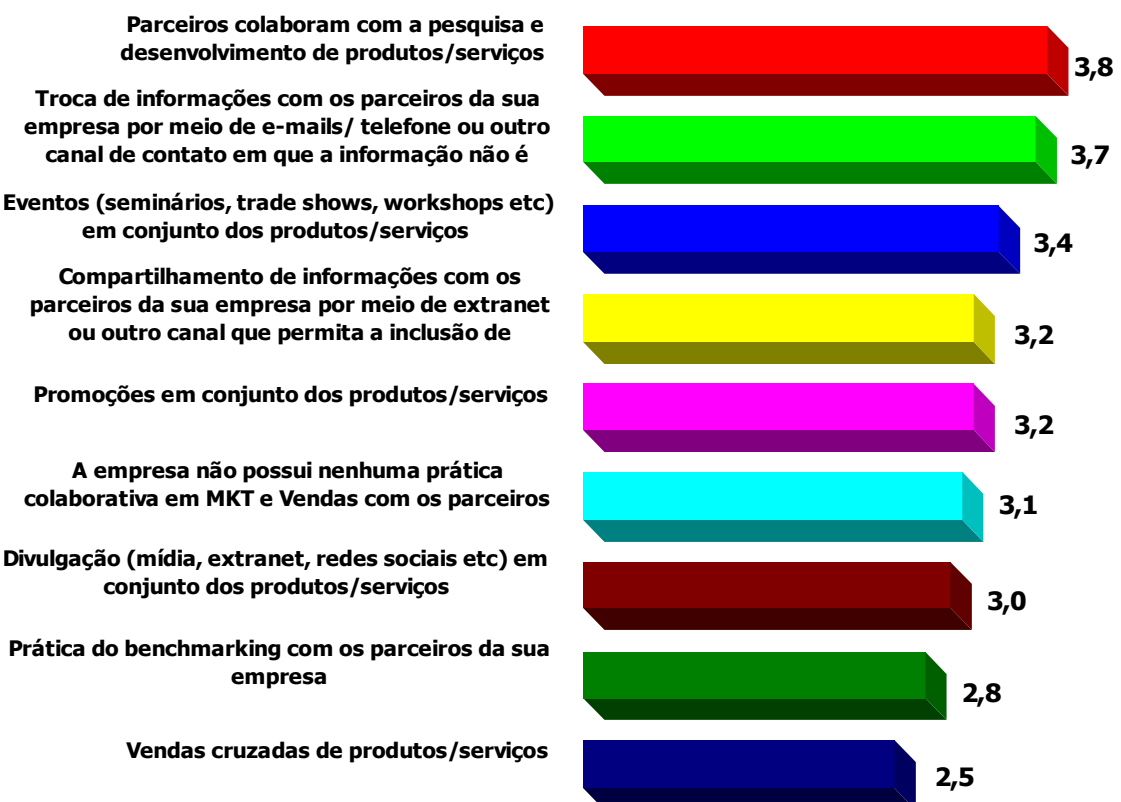 Parceiros colaboram com a pesquisa e
desenvolvimento de produtos/serviços
3,8
Troca de informações com os parceiros da sua
empresa por meio de e-mails/ telefone ou outro
canal de contato em que a informação não é
3,7
Eventos (seminários, trade shows, workshops etc)
em conjunto dos produtos/serviços
3,4
Compartilhamento de informações com os
parceiros da sua empresa por meio de extranet
ou outro canal que permita a inclusão de
3,2
Promoções em conjunto dos produtos/serviços
3,2
A empresa não possui nenhuma prática
colaborativa em MKT e Vendas com os parceiros
3,1
Divulgação (mídia, extranet, redes sociais etc) em
conjunto dos produtos/serviços
3,0
Prática do benchmarking com os parceiros da sua
empresa
2,8
Vendas cruzadas de produtos/serviços
2,5